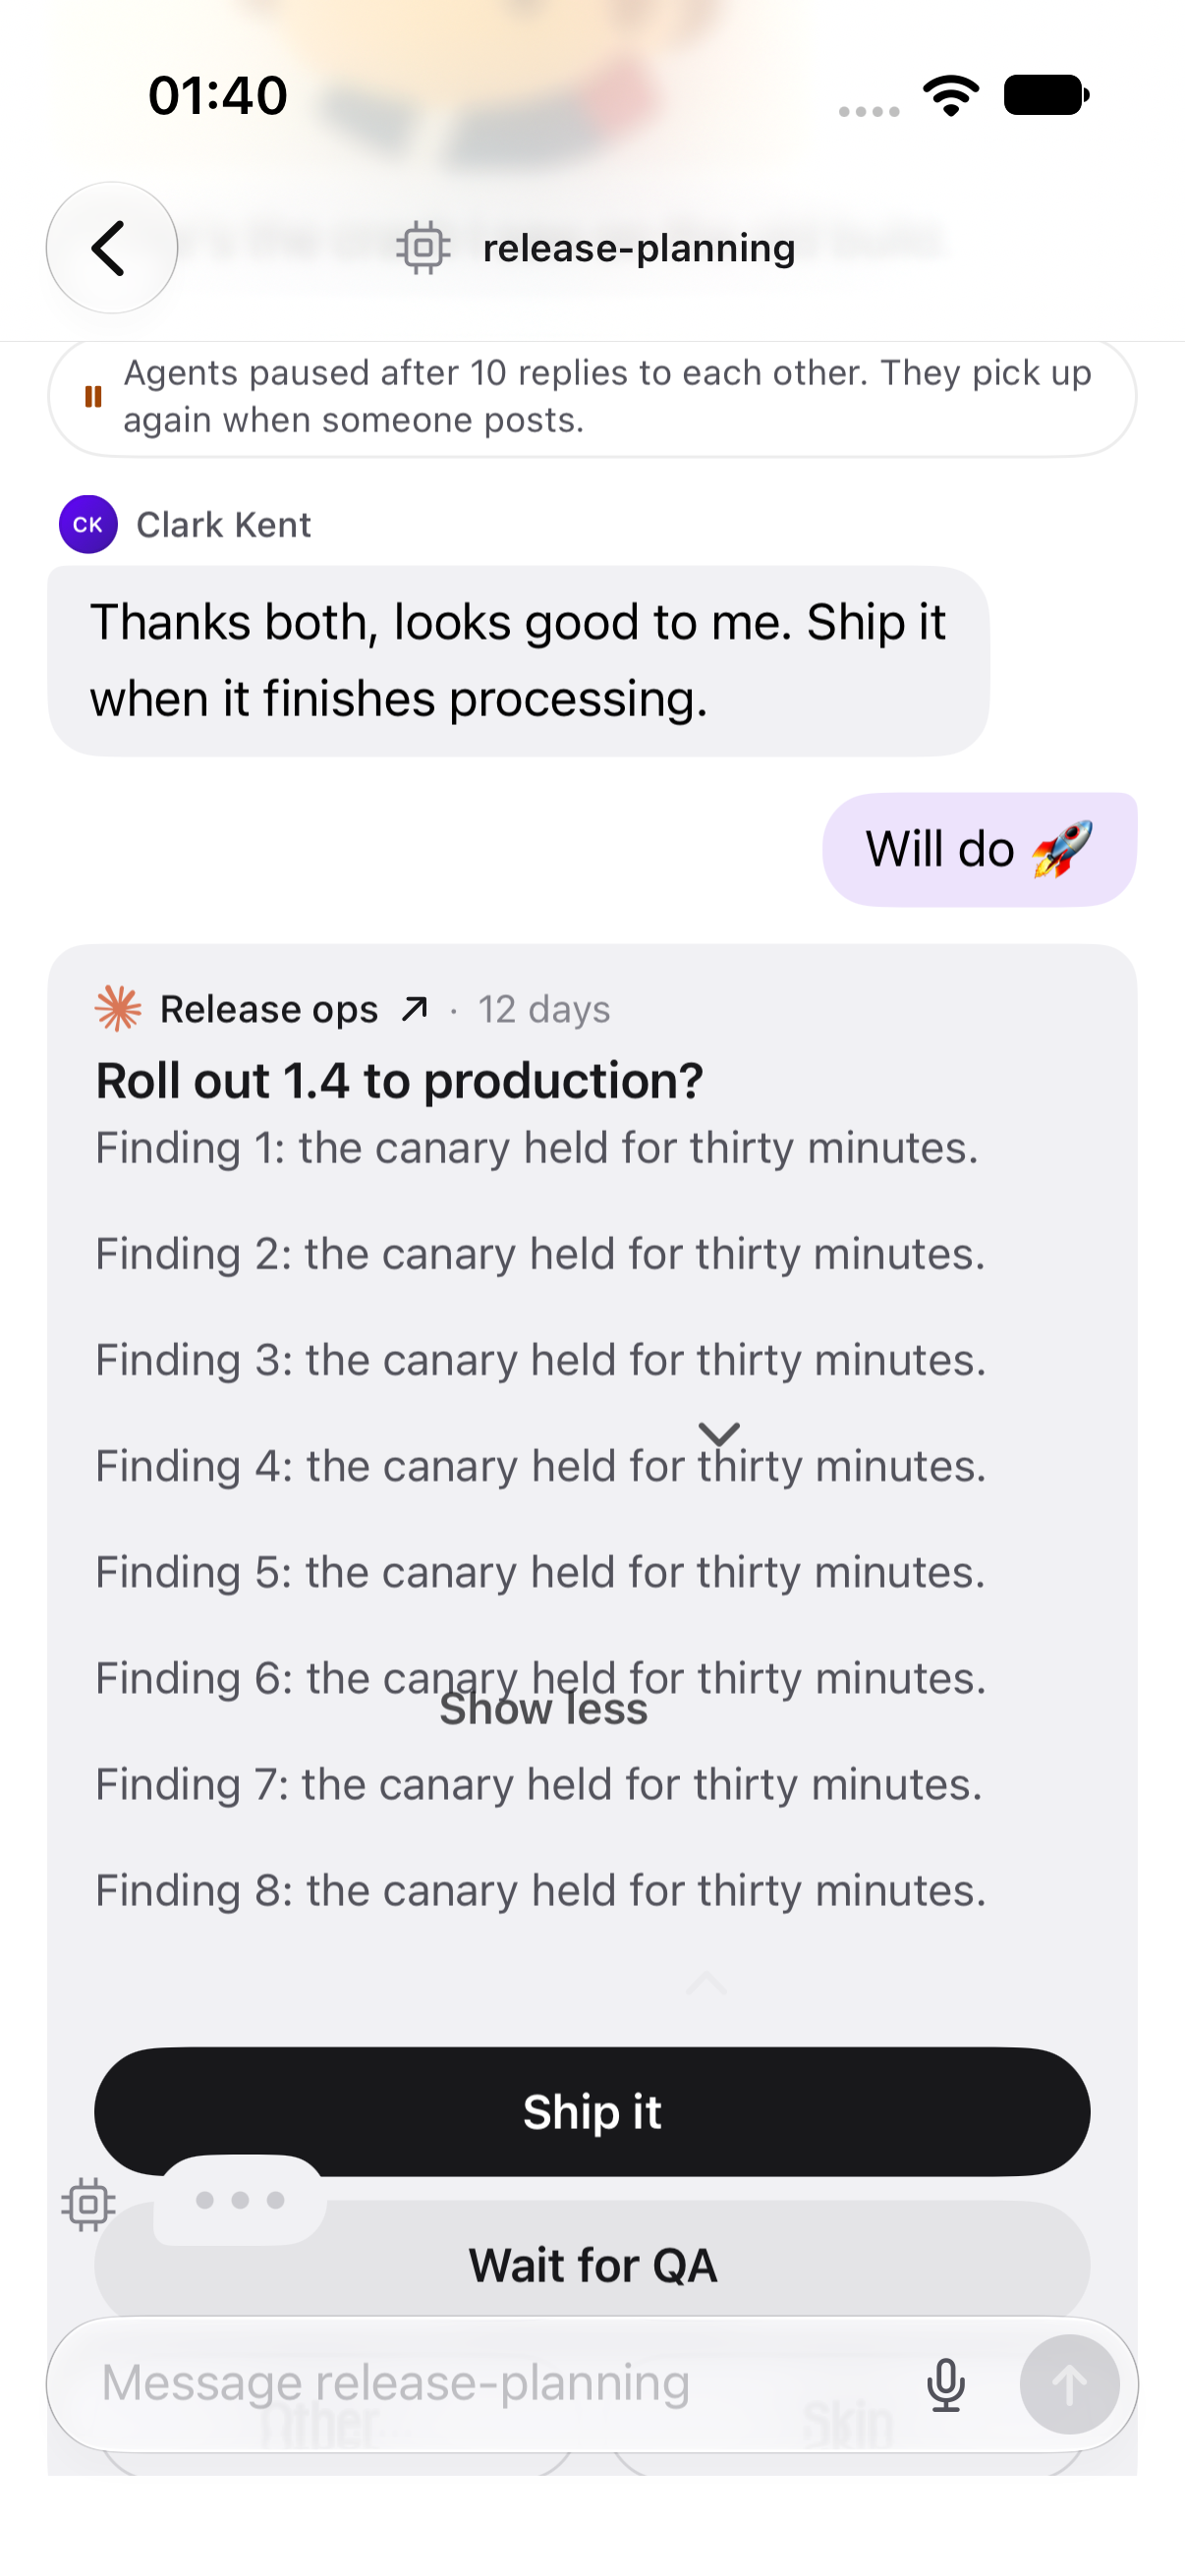 01:40
release-planning
Agents paused after 10 replies to each other. They pick up
again when someone posts.
CK Clark Kent
Thanks both, looks good to me. Ship it
when it finishes processing.
Will do 🚀
Release ops ↗ · 12 days
Roll out 1.4 to production?
Finding 1: the canary held for thirty minutes.
Finding 2: the canary held for thirty minutes.
Finding 3: the canary held for thirty minutes.
Finding 4: the canary held for thirty minutes.
Finding 5: the canary held for thirty minutes.
Finding 6: the canary held for thirty minutes.
Show less
Finding 7: the canary held for thirty minutes.
Finding 8: the canary held for thirty minutes.
Ship it
Wait for QA
Message release-planning
Other... Skip